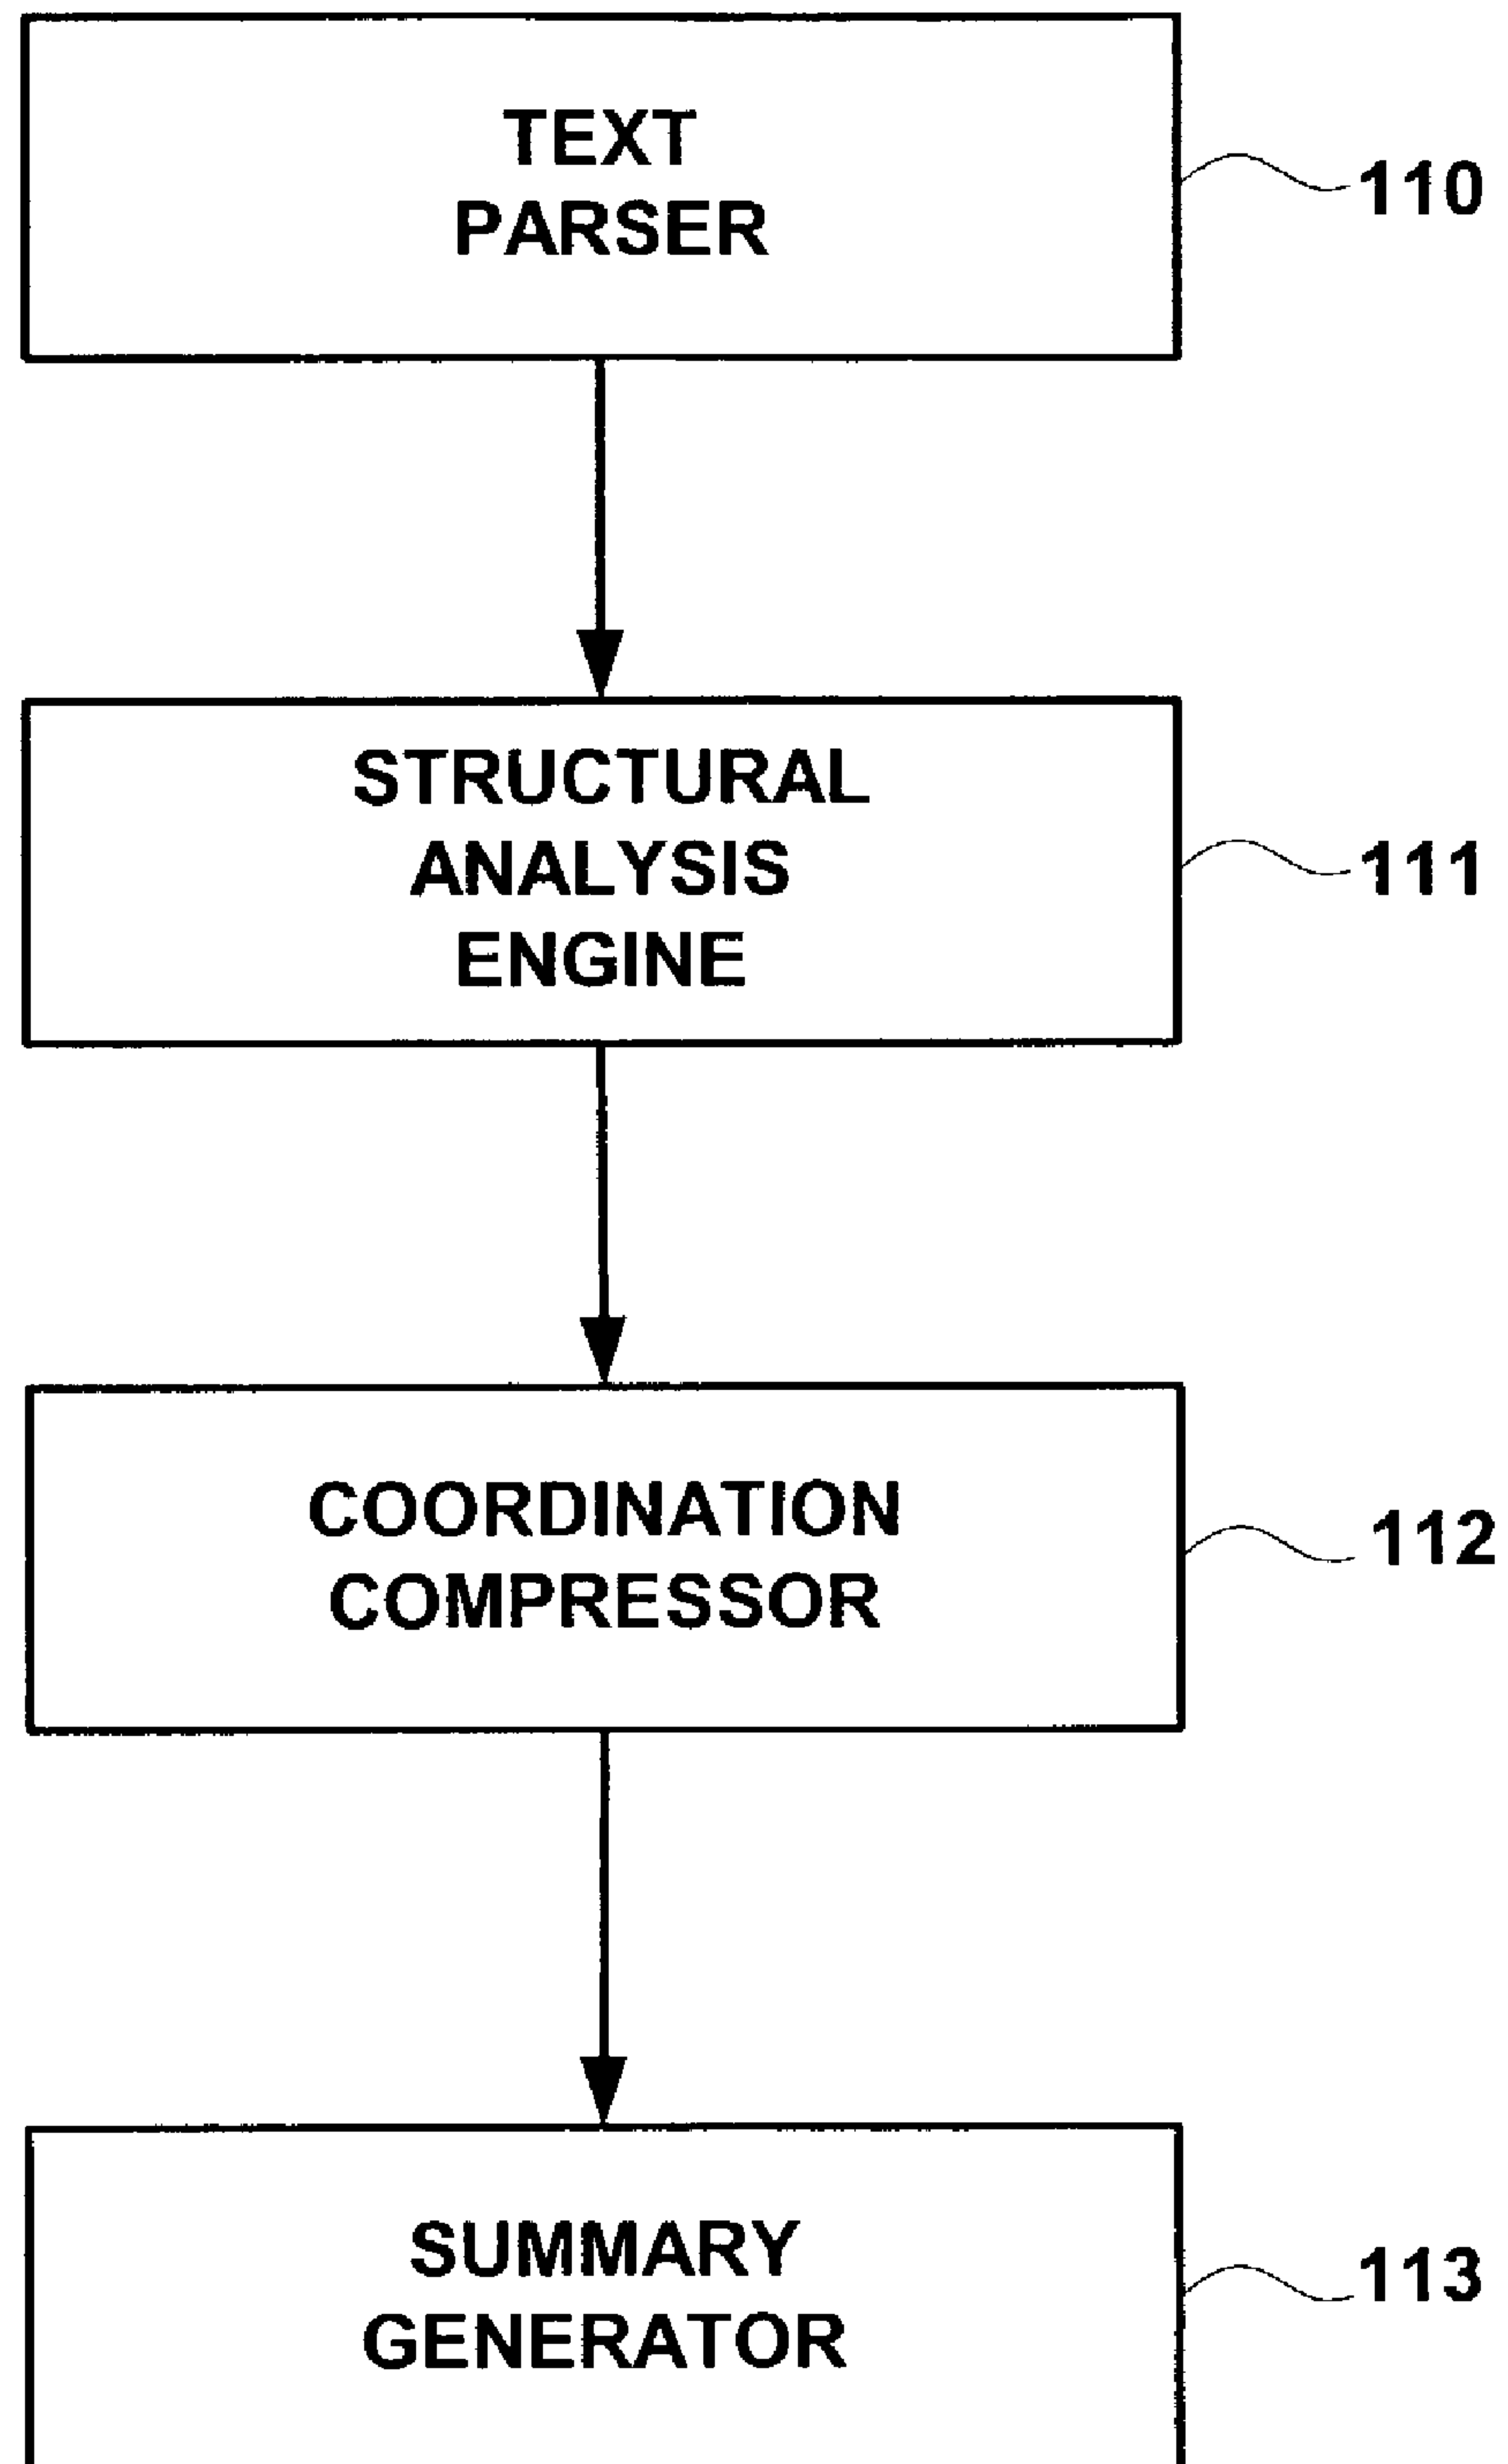 TEXT
PARSER
110
STRUCTURAL
ANALYSIS
ENGINE
111
COORDINATION
COMPRESSOR
112
SUMMARY
GENERATOR
113